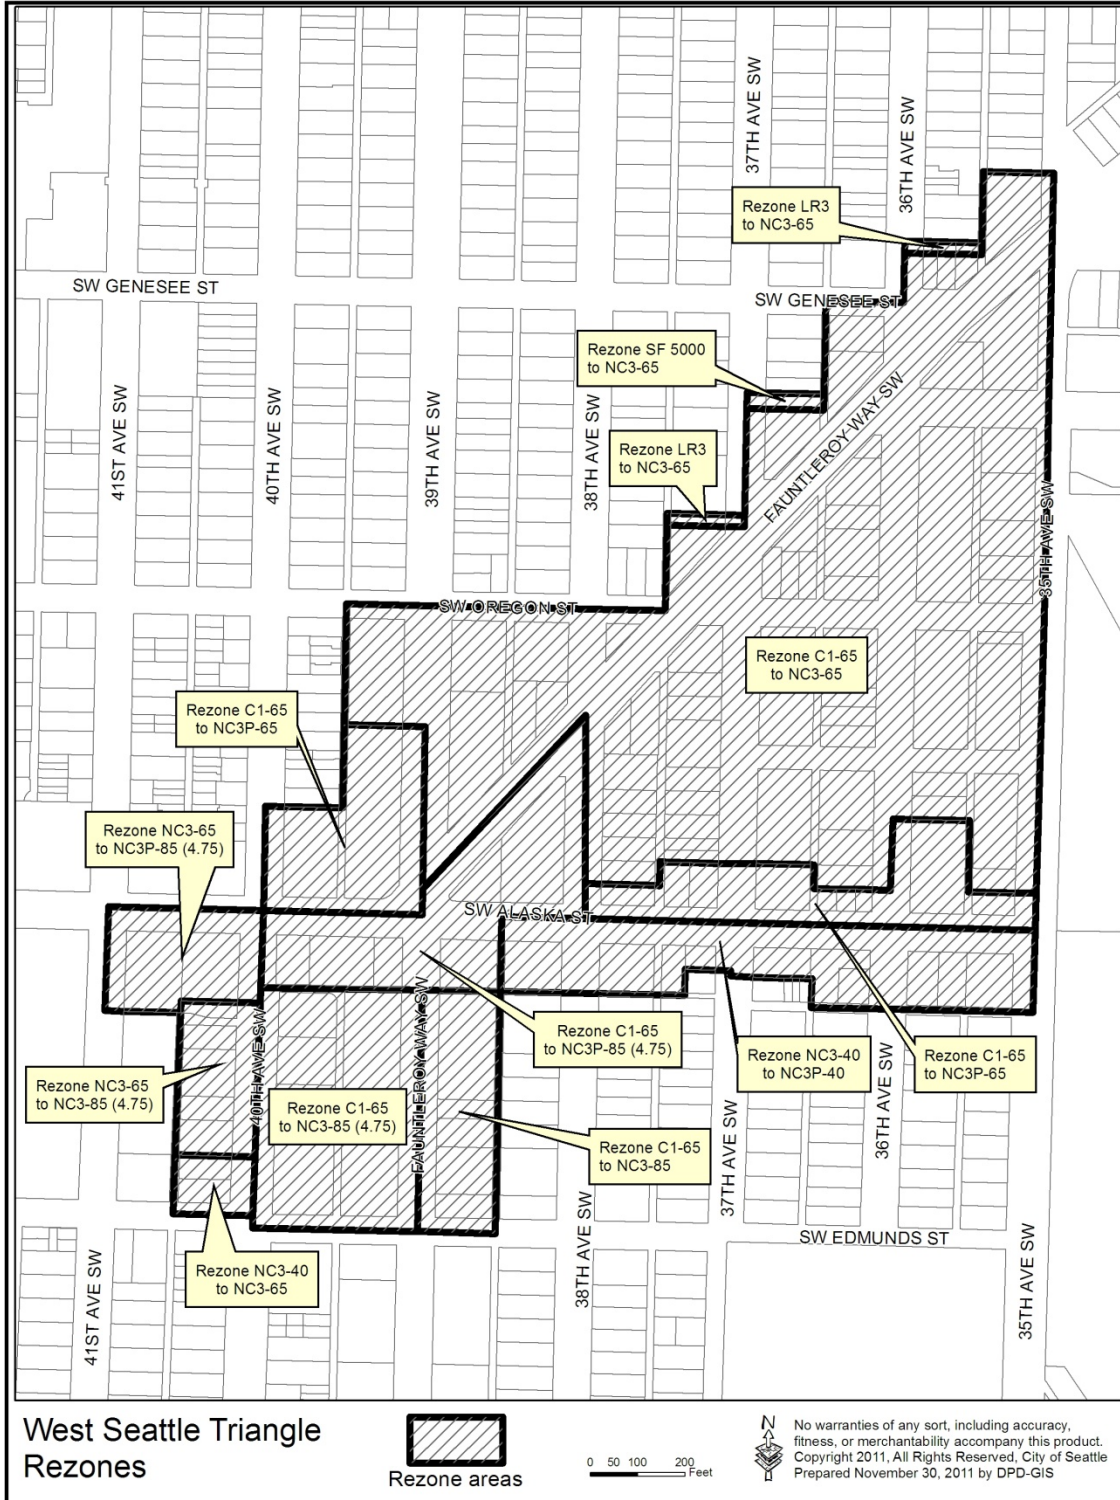 37TH AVE SW
36TH AVE SW
Rezone LR3
to NC3-65
SW GENESEE ST
SW GENESEE ST
Rezone SF 5000
to NC3-65
41ST AVE SW
40TH AVE SW
39TH AVE SW
38TH AVE SW
FAUNTLEROY WAY SW
Rezone LR3
to NC3-65
35TH AVE SW
SW OREGON ST
Rezone C1-65
to NC3-65
Rezone C1-65
to NC3P-65
Rezone NC3-65
to NC3P-85 (4.75)
SW ALASKA ST
Rezone C1-65
to NC3P-85 (4.75)
Rezone NC3-40
to NC3P-40
Rezone C1-65
to NC3P-65
Rezone NC3-65
to NC3-85 (4.75)
40TH AVE SW
Rezone C1-65
to NC3-85 (4.75)
FAUNTLEROY WAY SW
Rezone C1-65
to NC3-85
37TH AVE SW
36TH AVE SW
38TH AVE SW
SW EDMUNDS ST
Rezone NC3-40
to NC3-65
41ST AVE SW
35TH AVE SW
West Seattle Triangle
Rezones
Rezone areas
0 50 100 200
Feet
N
No warranties of any sort, including accuracy,
fitness, or merchantability accompany this product.
Copyright 2011, All Rights Reserved, City of Seattle
Prepared November 30, 2011 by DPD-GIS